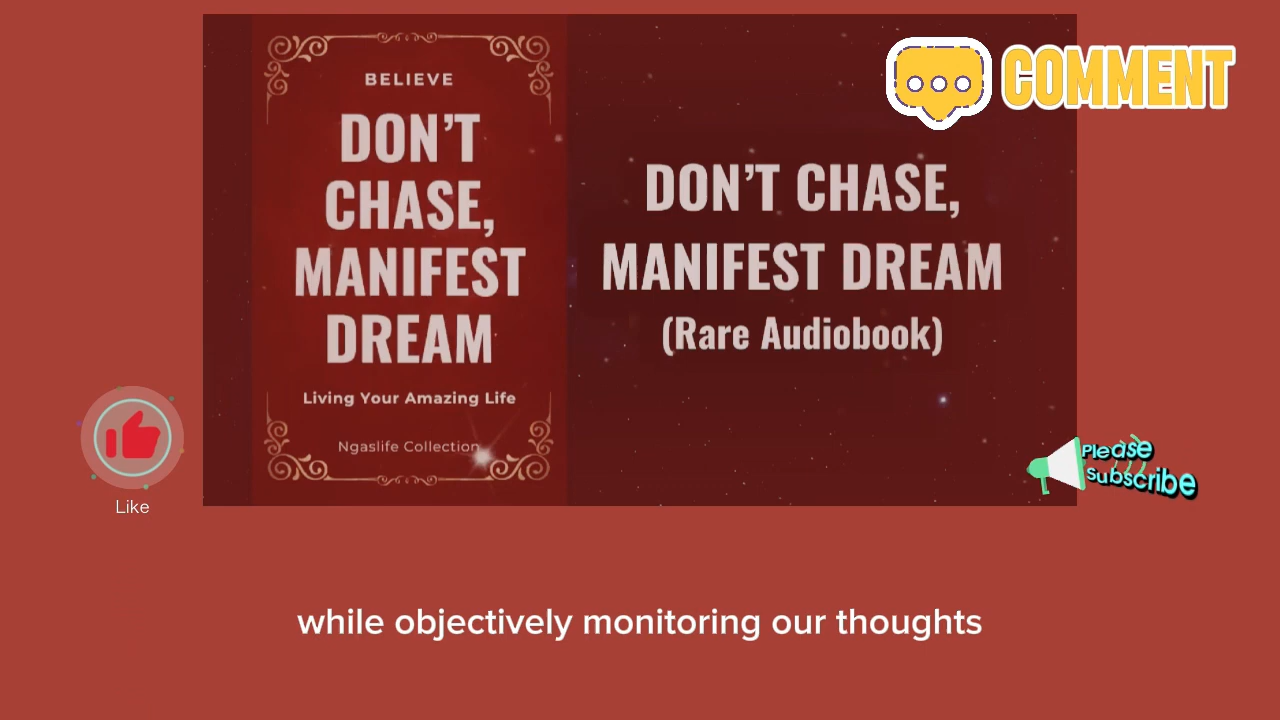 BELIEVE
DON'T
CHASE,
MANIFEST
DREAM
Living Your Amazing Life
Ngaslife Collection
DON'T CHASE,
MANIFEST DREAM
(Rare Audiobook)
COMMENT
Like
Please
Subscribe
while objectively monitoring our thoughts